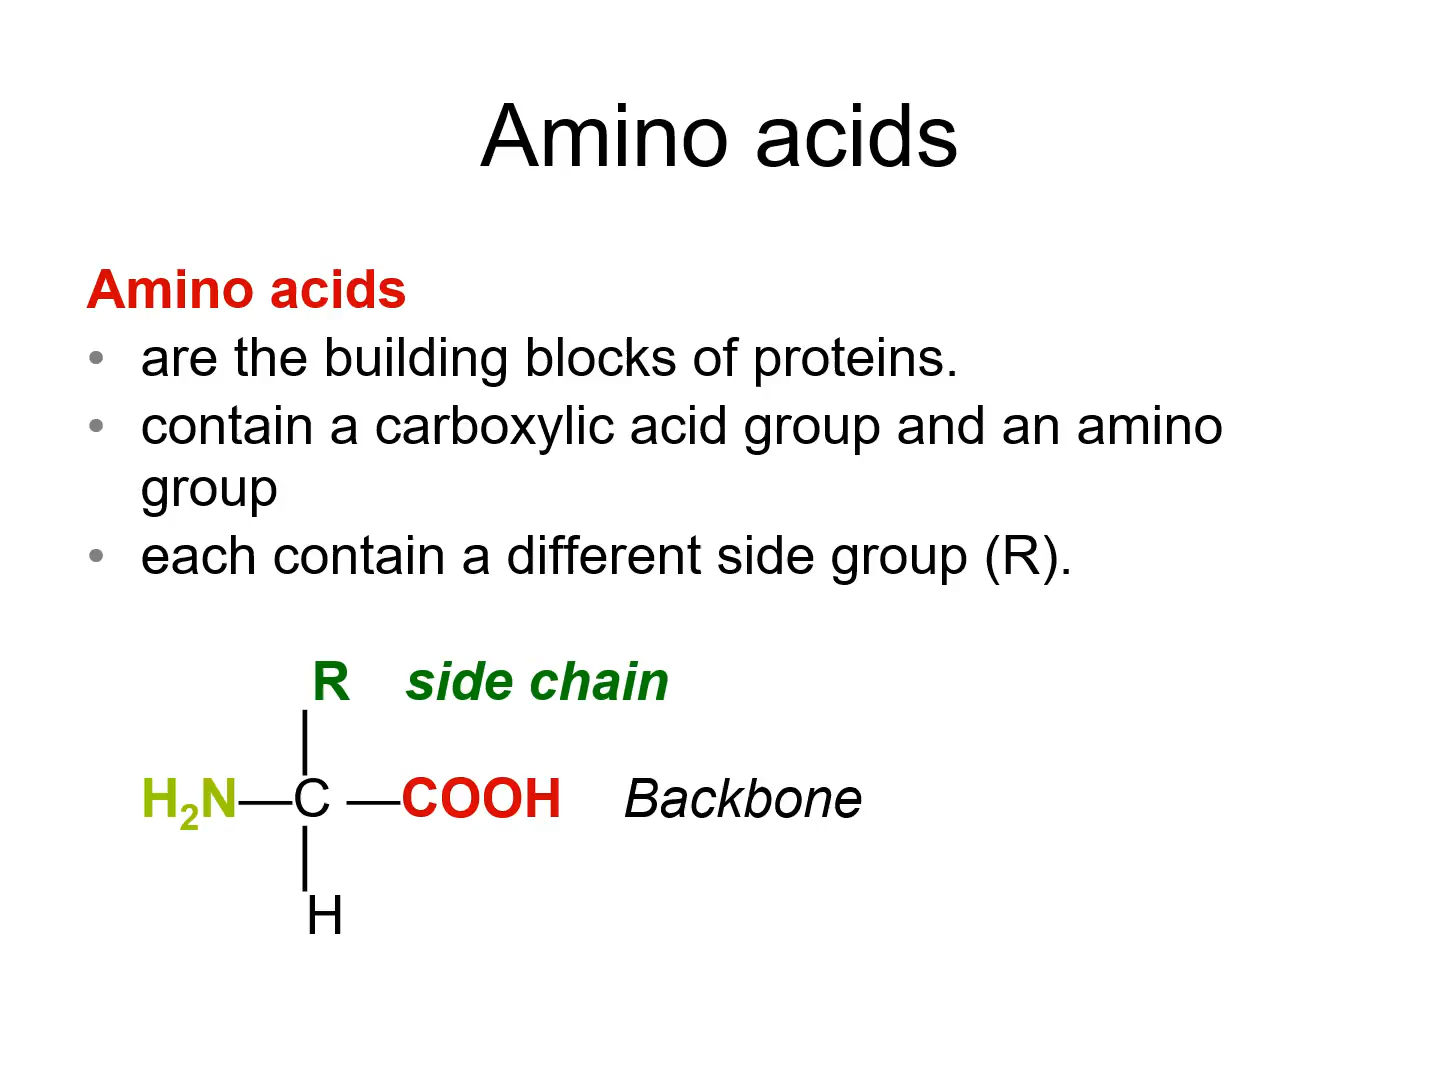 Amino acids
Amino acids
• are the building blocks of proteins.
• contain a carboxylic acid group and an amino
group
• each contain a different side group (R).
R side chain
H₂N—C —COOH Backbone
H